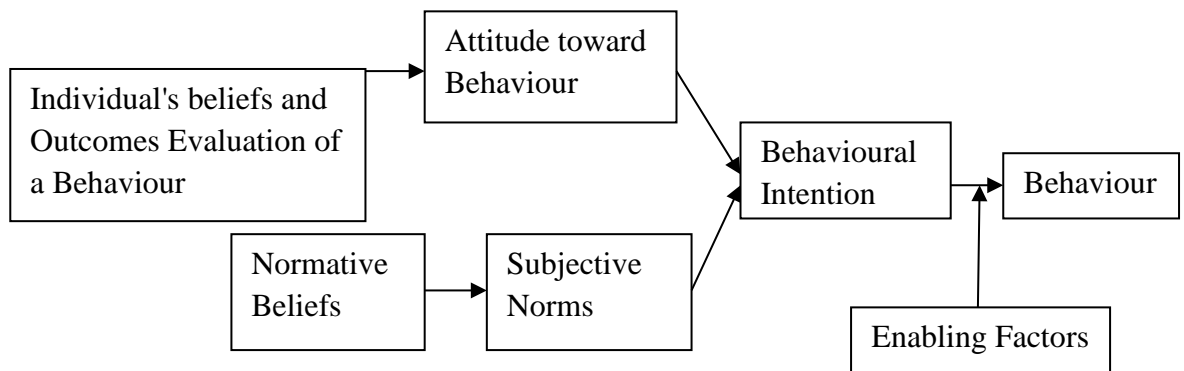 Attitude toward
Behaviour
Individual's beliefs and
Outcomes Evaluation of
a Behaviour
Behavioural
Intention
Behaviour
Normative
Beliefs
Subjective
Norms
Enabling Factors